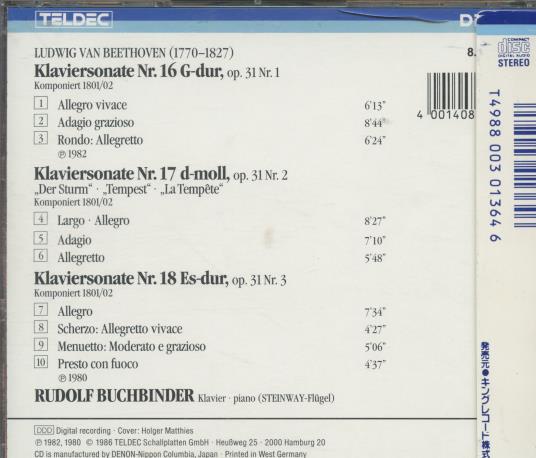 TELDEC
LUDWIG VAN BEETHOVEN (1770–1827)
8.
Klaviersonate Nr. 16 G-dur, op. 31 Nr. 1
Komponiert 1801/02
1 Allegro vivace 6'13"
2 Adagio grazioso 8'44"
3 Rondo: Allegretto 6'24"
℗ 1982
Klaviersonate Nr. 17 d-moll, op. 31 Nr. 2
„Der Sturm“ · „Tempest“ · „La Tempête“
Komponiert 1801/02
4 Largo · Allegro 8'27"
5 Adagio 7'10"
6 Allegretto 5'48"
Klaviersonate Nr. 18 Es-dur, op. 31 Nr. 3
Komponiert 1801/02
7 Allegro 7'34"
8 Scherzo: Allegretto vivace 4'27"
9 Menuetto: Moderato e grazioso 5'06"
10 Presto con fuoco 4'37"
℗ 1980
RUDOLF BUCHBINDER Klavier · piano (STEINWAY-Flügel)
DDD Digital recording · Cover: Holger Matthies
℗ 1982, 1980 © 1986 TELDEC Schallplatten GmbH · Heußweg 25 · 2000 Hamburg 20
CD is manufactured by DENON-Nippon Columbia, Japan · Printed in West Germany
4 001408
COMPACT
disc
DIGITAL AUDIO
STEREO
T4988 003 01364 6
発売元●キングレコード株式